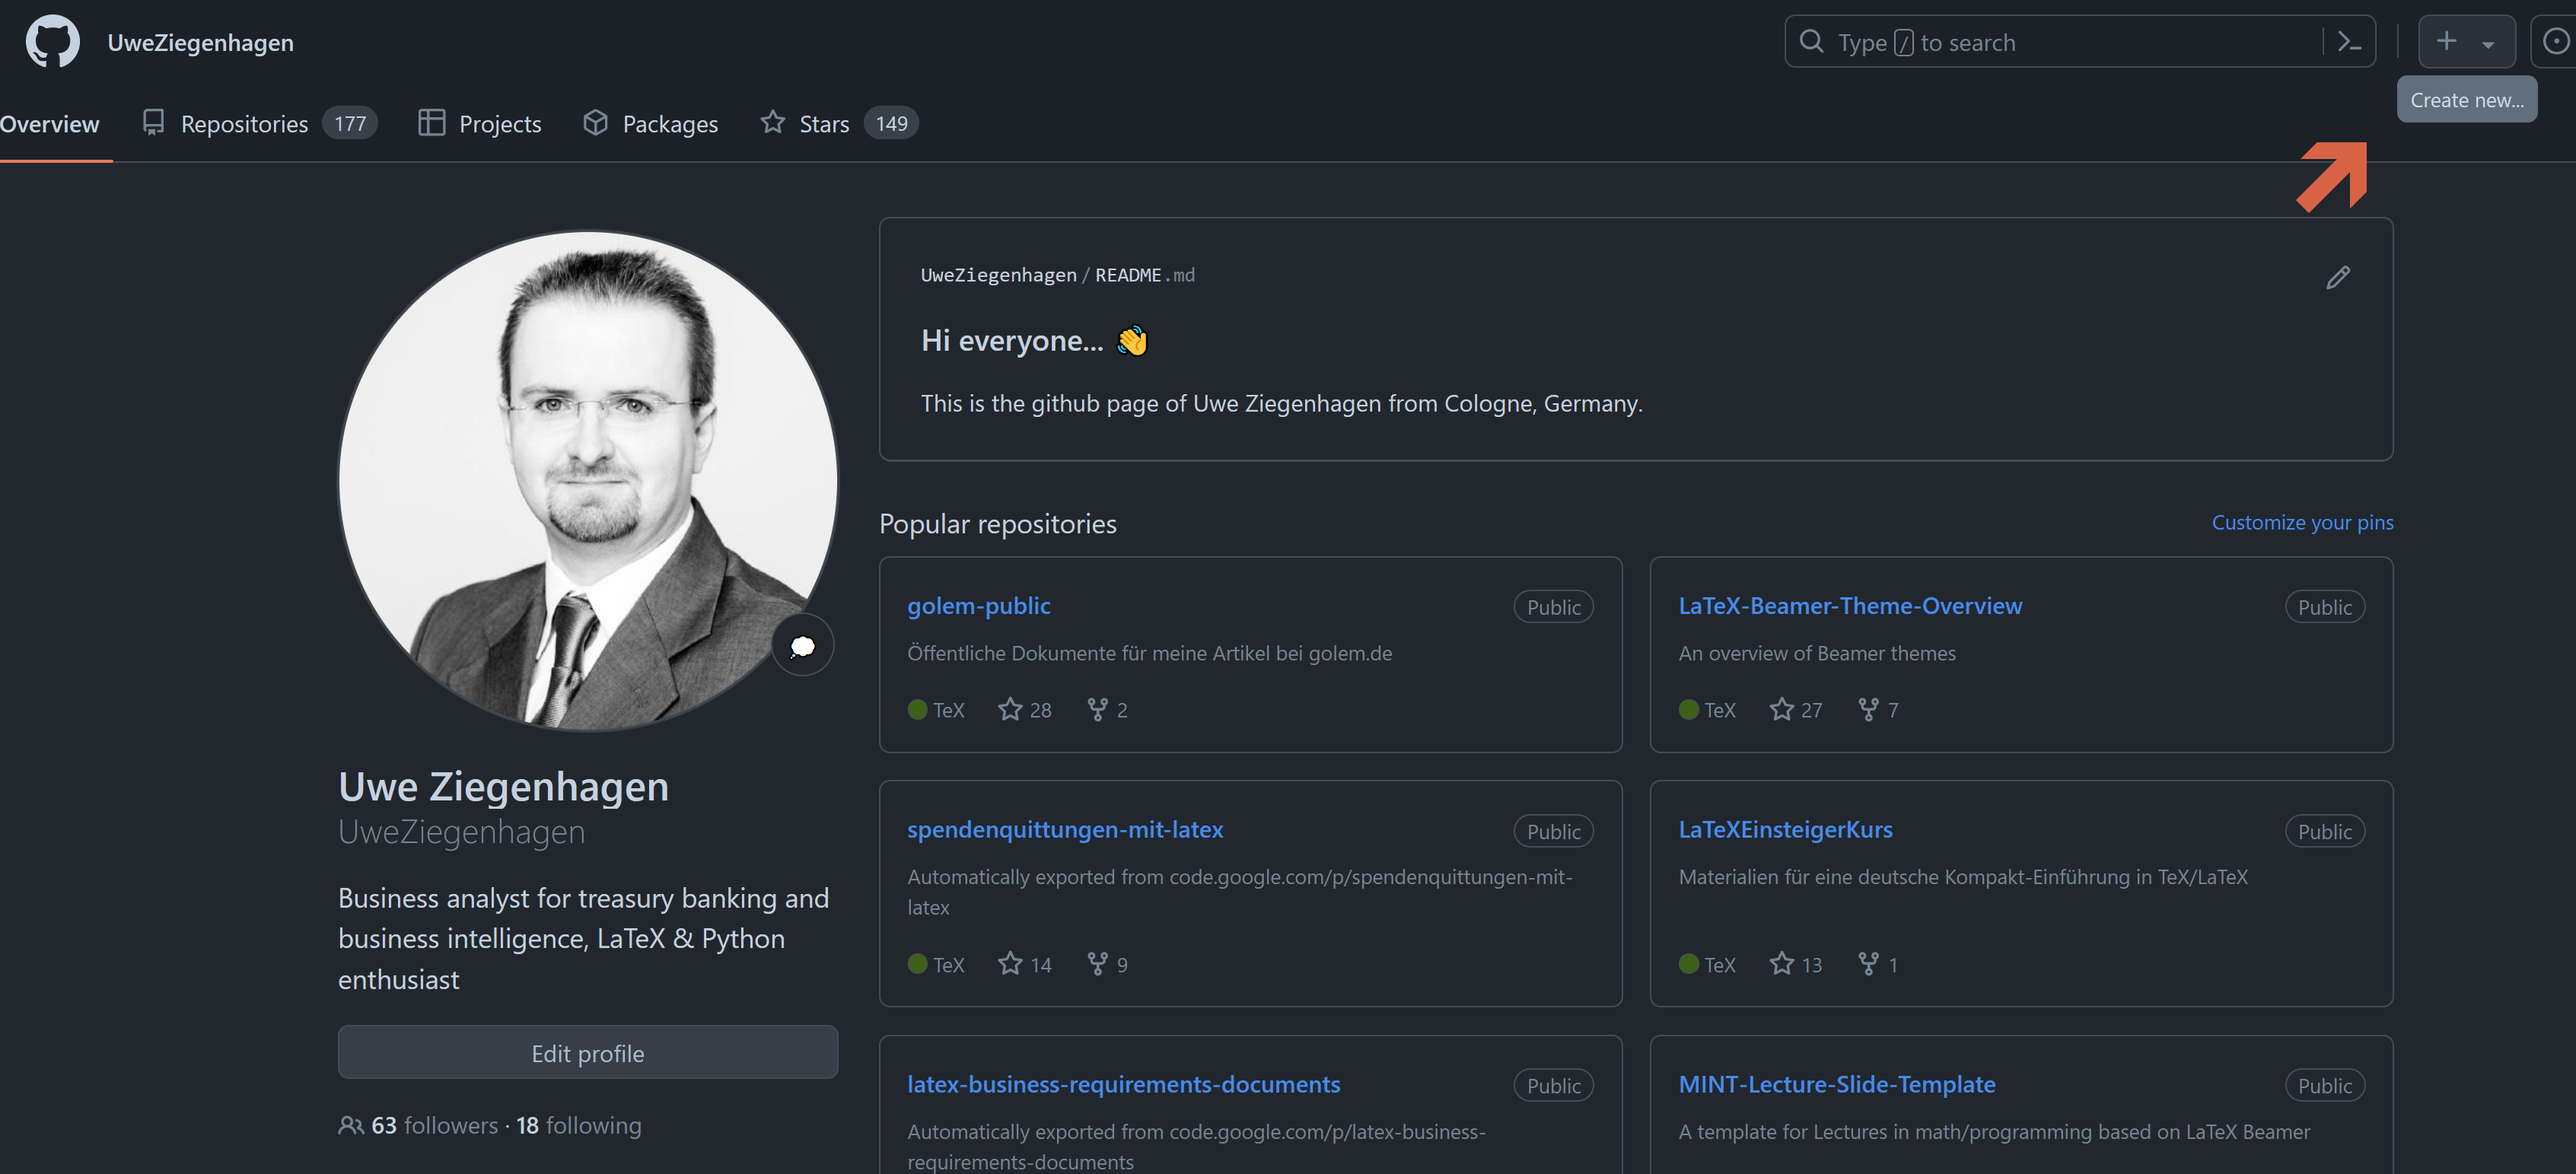 UweZiegenhagen
Type / to search
Create new...
Overview
Repositories 177
Projects
Packages
Stars 149
UweZiegenhagen / README.md
Hi everyone... 👋
This is the github page of Uwe Ziegenhagen from Cologne, Germany.
Uwe Ziegenhagen
UweZiegenhagen
Business analyst for treasury banking and
business intelligence, LaTeX & Python
enthusiast
Edit profile
63 followers · 18 following
Popular repositories
Customize your pins
golem-public
Public
Öffentliche Dokumente für meine Artikel bei golem.de
TeX 28 2
LaTeX-Beamer-Theme-Overview
Public
An overview of Beamer themes
TeX 27 7
spendenquittungen-mit-latex
Public
Automatically exported from code.google.com/p/spendenquittungen-mit-
latex
TeX 14 9
LaTeXEinsteigerKurs
Public
Materialien für eine deutsche Kompakt-Einführung in TeX/LaTeX
TeX 13 1
latex-business-requirements-documents
Public
Automatically exported from code.google.com/p/latex-business-
requirements-documents
MINT-Lecture-Slide-Template
Public
A template for Lectures in math/programming based on LaTeX Beamer